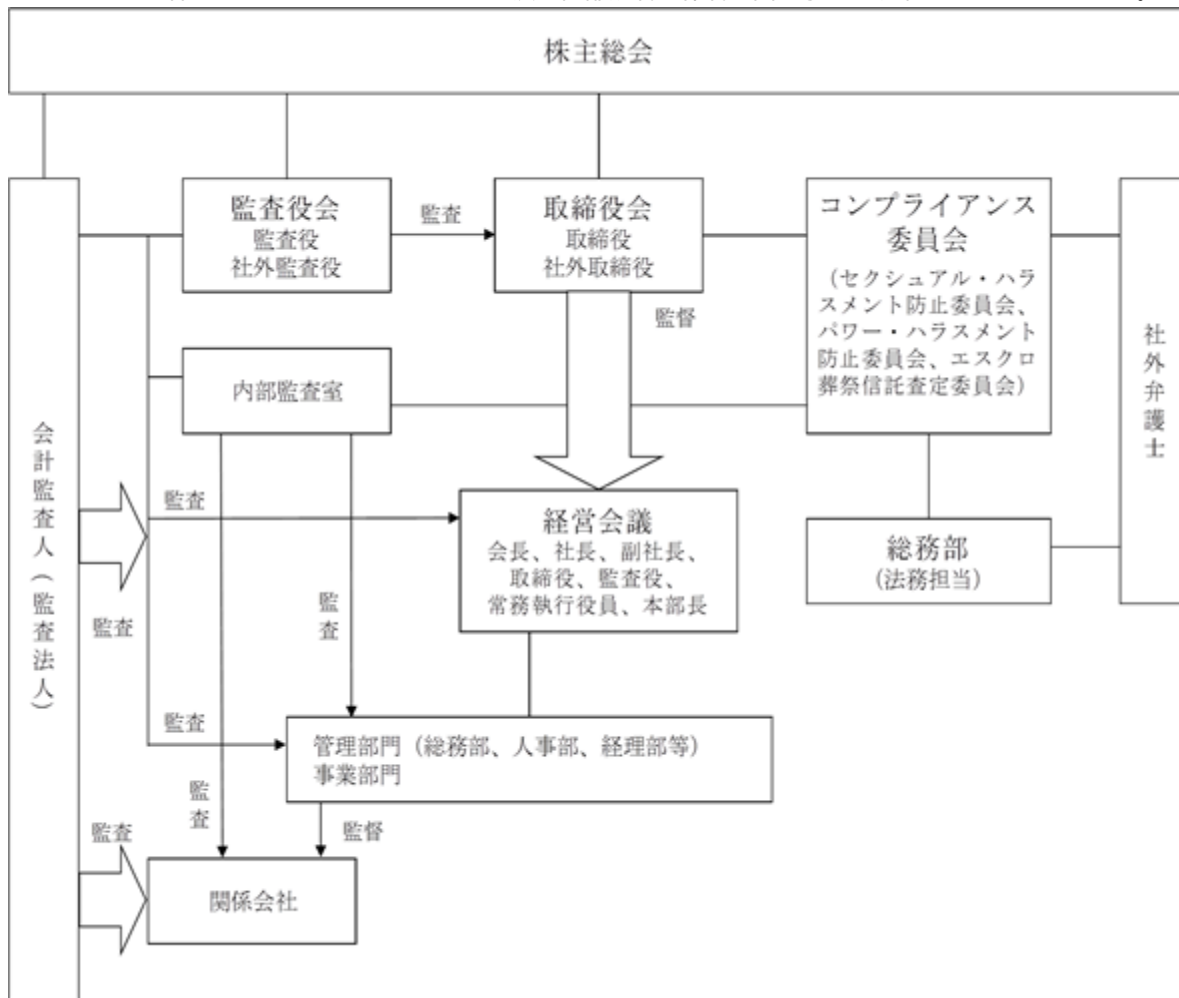 株主総会
監査役会
監査役
社外監査役
監査
取締役会
取締役
社外取締役
監督
コンプライアンス
委員会
（セクシュアル・ハラ
スメント防止委員会、
パワー・ハラスメント
防止委員会、エスクロ
葬祭信託査定委員会）
社外弁護士
内部監査室
会計監査人（監査法人）
監査
経営会議
会長、社長、副社長、
取締役、監査役、
常務執行役員、本部長
総務部
（法務担当）
監査
監査
監査
管理部門（総務部、人事部、経理部等）
事業部門
監査
監督
監査
関係会社